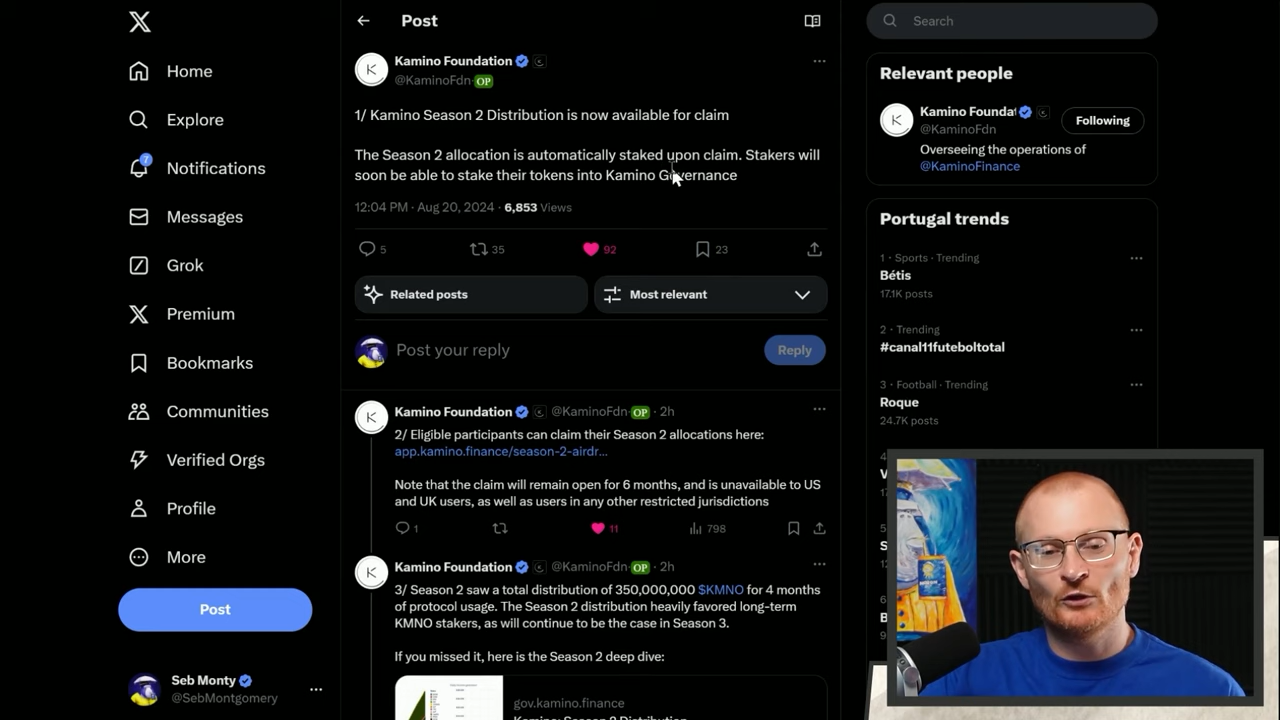 Post
Search
Kamino Foundation
@KaminoFdn·OP
1/ Kamino Season 2 Distribution is now available for claim
The Season 2 allocation is automatically staked upon claim. Stakers will
soon be able to stake their tokens into Kamino Governance
12:04 PM · Aug 20, 2024 · 6,853 Views
5
35
92
23
Related posts
Most relevant
Post your reply
Reply
Kamino Foundation @KaminoFdn·OP · 2h
2/ Eligible participants can claim their Season 2 allocations here:
app.kamino.finance/season-2-airdr...
Note that the claim will remain open for 6 months, and is unavailable to US
and UK users, as well as users in any other restricted jurisdictions
1
11
798
Kamino Foundation @KaminoFdn·OP · 2h
3/ Season 2 saw a total distribution of 350,000,000 $KMNO for 4 months
of protocol usage. The Season 2 distribution heavily favored long-term
KMNO stakers, as will continue to be the case in Season 3.
If you missed it, here is the Season 2 deep dive:
gov.kamino.finance
Kamino: Season 2 Distribution
X
Home
Explore
7
Notifications
Messages
Grok
Premium
Bookmarks
Communities
Verified Orgs
Profile
More
Post
Seb Monty
@SebMontgomery
Relevant people
Kamino Foundat
Following
@KaminoFdn
Overseeing the operations of
@KaminoFinance
Portugal trends
1 · Sports · Trending
Bétis
17.1K posts
2 · Trending
#canal11futeboltotal
3 · Football · Trending
Roque
24.7K posts